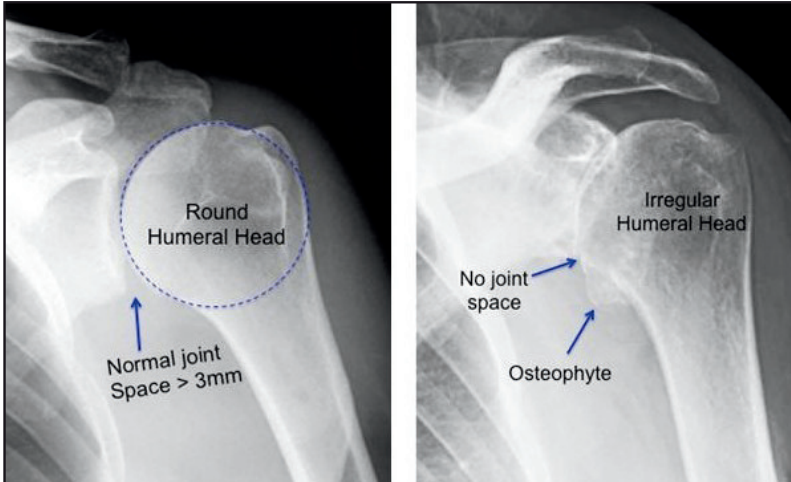 Round
Humeral Head
Normal joint
Space > 3mm
Irregular
Humeral Head
No joint
space
Osteophyte